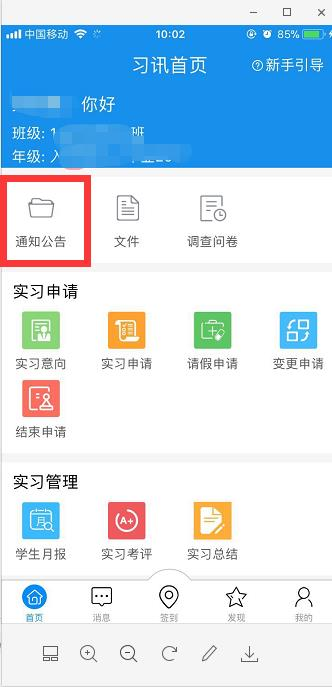 中国移动 10:02 85%
习讯首页 新手引导
你好
班级: 1 班
年级: 入
通知公告 文件 调查问卷
实习申请
实习意向 实习申请 请假申请 变更申请
结束申请
实习管理
A+
学生月报 实习考评 实习总结
首页 消息 签到 发现 我的